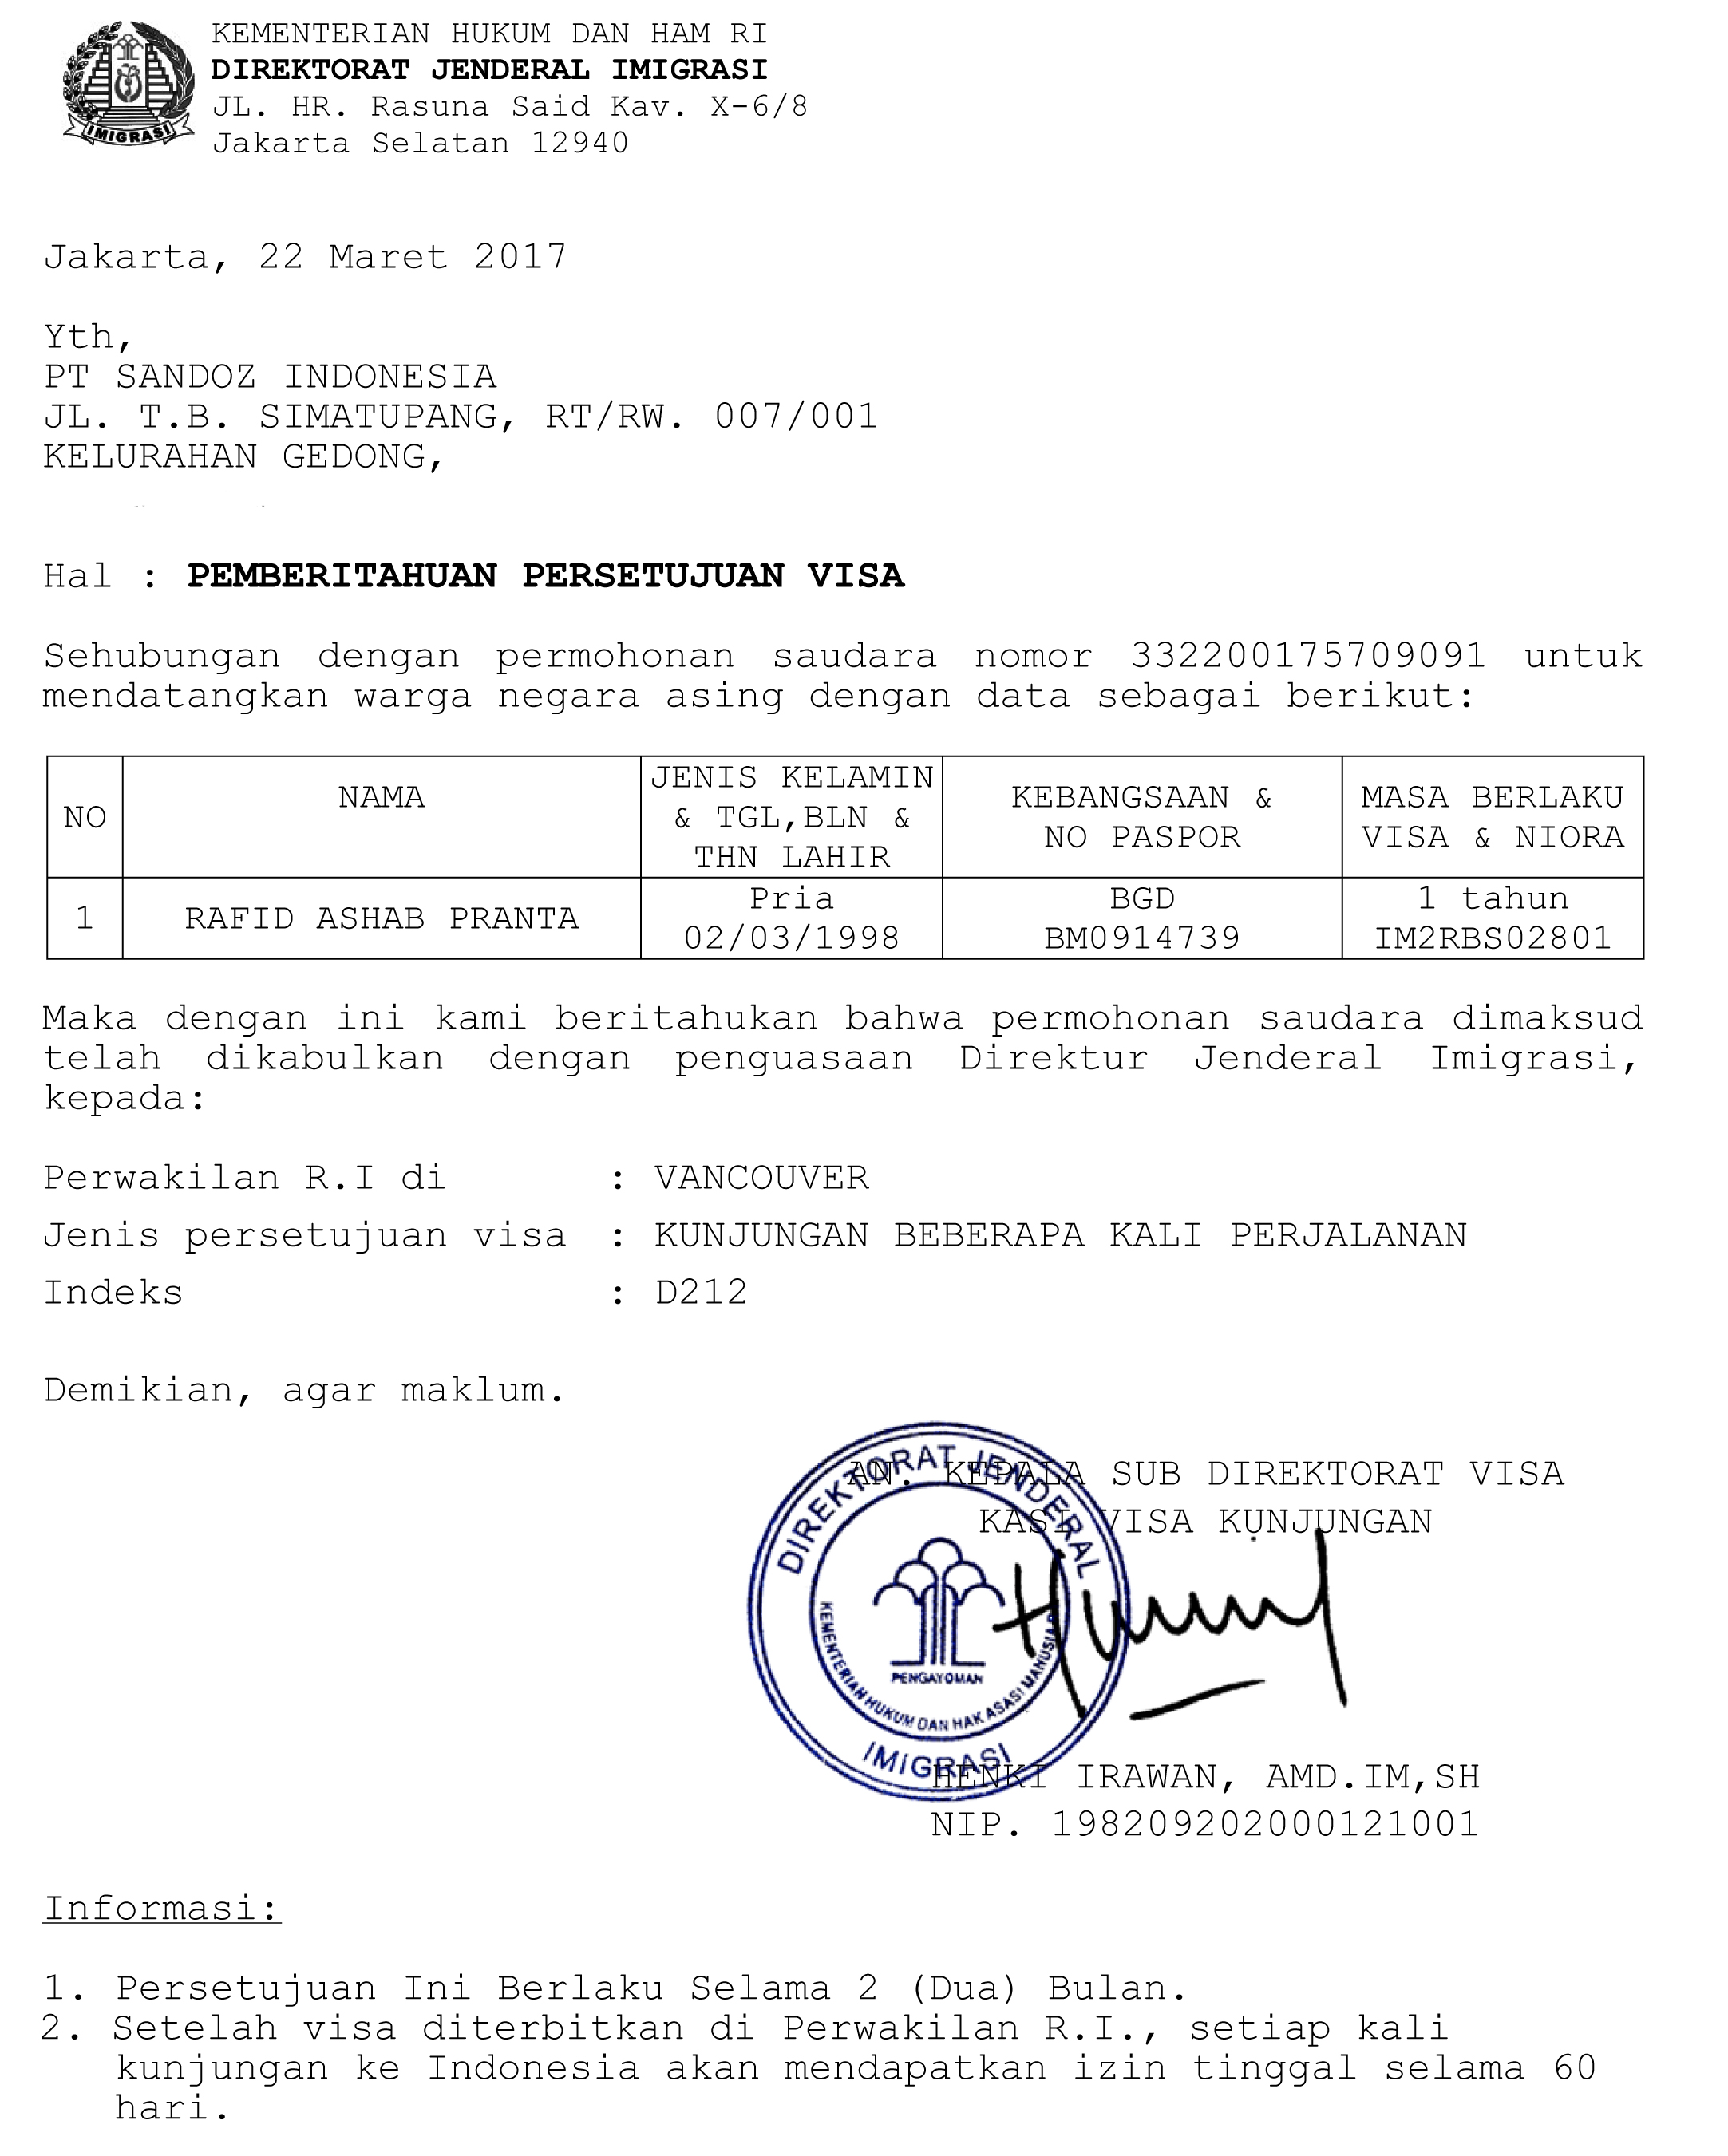 KEMENTERIAN HUKUM DAN HAM RI
DIREKTORAT JENDERAL IMIGRASI
JL. HR. Rasuna Said Kav. X-6/8
Jakarta Selatan 12940
IMIGRASI
Jakarta, 22 Maret 2017
Yth,
PT SANDOZ INDONESIA
JL. T.B. SIMATUPANG, RT/RW. 007/001
KELURAHAN GEDONG,
Hal : PEMBERITAHUAN PERSETUJUAN VISA
Sehubungan dengan permohonan saudara nomor 332200175709091 untuk
mendatangkan warga negara asing dengan data sebagai berikut:
NO
NAMA
JENIS KELAMIN
& TGL,BLN &
THN LAHIR
KEBANGSAAN &
NO PASPOR
MASA BERLAKU
VISA & NIORA
1
RAFID ASHAB PRANTA
Pria
02/03/1998
BGD
BM0914739
1 tahun
IM2RBS02801
Maka dengan ini kami beritahukan bahwa permohonan saudara dimaksud
telah dikabulkan dengan penguasaan Direktur Jenderal Imigrasi,
kepada:
Perwakilan R.I di : VANCOUVER
Jenis persetujuan visa : KUNJUNGAN BEBERAPA KALI PERJALANAN
Indeks : D212
Demikian, agar maklum.
AN. KEPALA SUB DIREKTORAT VISA
KASI VISA KUNJUNGAN
DIREKTORAT JENDERAL
KEMENTERIAN HUKUM DAN HAK ASASI MANUSIA
PENGAYOMAN
IMIGRASI
HENKI IRAWAN, AMD.IM,SH
NIP. 198209202000121001
Informasi:
1. Persetujuan Ini Berlaku Selama 2 (Dua) Bulan.
2. Setelah visa diterbitkan di Perwakilan R.I., setiap kali
kunjungan ke Indonesia akan mendapatkan izin tinggal selama 60
hari.